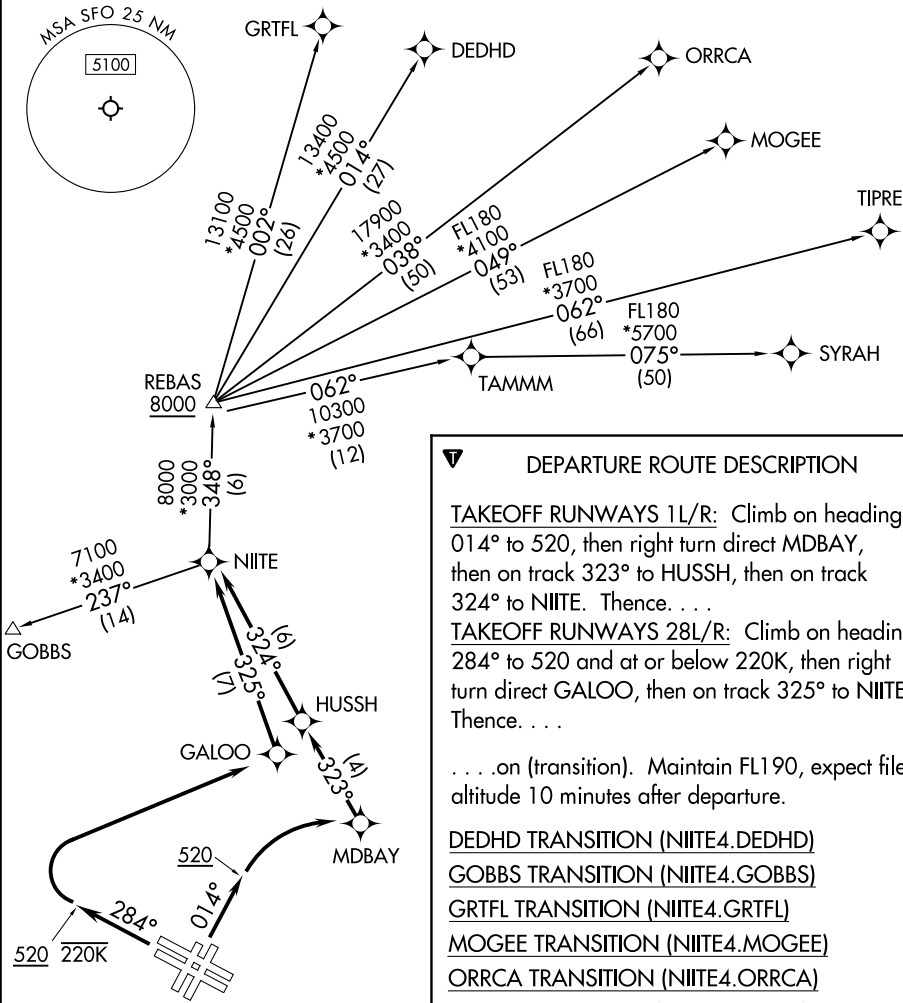 MSA SFO 25 NM
5100
GRTFL
DEDHD
ORRCA
MOGEE
TIPRE
13100
*4500
002°
(26)
13400
*4500
014°
(27)
17900
*3400
038°
(50)
FL180
*4100
049°
(53)
FL180
*3700
062°
(66)
FL180
*5700
075°
(50)
SYRAH
TAMMM
REBAS
8000
062°
10300
*3700
(12)
8000
*3000
348°
(6)
NIITE
7100
*3400
237°
(14)
GOBBS
324°
(6)
325°
(7)
HUSSH
GALOO
323°
(4)
MDBAY
520
014°
284°
520 220K
T
DEPARTURE ROUTE DESCRIPTION
TAKEOFF RUNWAYS 1L/R: Climb on heading
014° to 520, then right turn direct MDBAY,
then on track 323° to HUSSH, then on track
324° to NIITE. Thence. . . .
TAKEOFF RUNWAYS 28L/R: Climb on headin
284° to 520 and at or below 220K, then right
turn direct GALOO, then on track 325° to NIITE
Thence. . . .
. . . .on (transition). Maintain FL190, expect file
altitude 10 minutes after departure.
DEDHD TRANSITION (NIITE4.DEDHD)
GOBBS TRANSITION (NIITE4.GOBBS)
GRTFL TRANSITION (NIITE4.GRTFL)
MOGEE TRANSITION (NIITE4.MOGEE)
ORRCA TRANSITION (NIITE4.ORRCA)